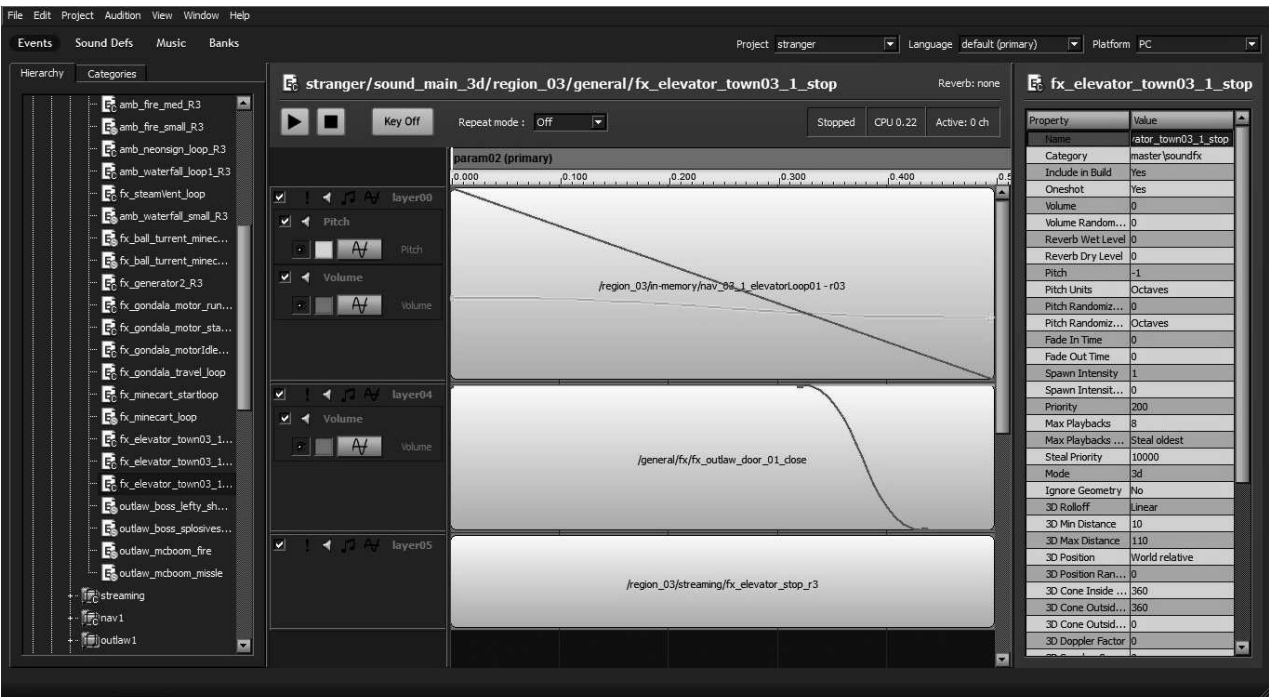 File Edit Project Audition View Window Help
Events Sound Defs Music Banks
Project stranger Language default (primary) Platform PC
Hierarchy Categories
amb_fire_med_R3
amb_fire_small_R3
amb_neonsign_loop_R3
amb_waterfall_loop1_R3
fx_steamVent_loop
amb_waterfall_small_R3
fx_ball_turrent_minec...
fx_ball_turrent_minec...
fx_generator2_R3
fx_gondala_motor_run...
fx_gondala_motor_sta...
fx_gondala_motorIdle...
fx_gondala_travel_loop
fx_minecart_startloop
fx_minecart_loop
fx_elevator_town03_1...
fx_elevator_town03_1...
fx_elevator_town03_1...
outlaw_boss_lefty_sh...
outlaw_boss_splosives...
outlaw_mcboom_fire
outlaw_mcboom_missle
streaming
nav1
outlaw1
stranger/sound_main_3d/region_03/general/fx_elevator_town03_1_stop Reverb: none
Key Off Repeat mode : Off Stopped CPU 0.22 Active: 0 ch
param02 (primary)
0.000 0.100 0.200 0.300 0.400 0.5
layer00
Pitch
Pitch
Volume
Volume
/region_03/in-memory/nav_03_1_elevatorLoop01 - r03
layer04
Volume
Volume
/general/fx/fx_outlaw_door_01_close
layer05
/region_03/streaming/fx_elevator_stop_r3
fx_elevator_town03_1_stop
Property Value
Name rator_town03_1_stop
Category master\soundfx
Include in Build Yes
Oneshot Yes
Volume 0
Volume Random... 0
Reverb Wet Level 0
Reverb Dry Level 0
Pitch -1
Pitch Units Octaves
Pitch Randomiz... 0
Pitch Randomiz... Octaves
Fade In Time 0
Fade Out Time 0
Spawn Intensity 1
Spawn Intensit... 0
Priority 200
Max Playbacks 8
Max Playbacks ... Steal oldest
Steal Priority 10000
Mode 3d
Ignore Geometry No
3D Rolloff Linear
3D Min Distance 10
3D Max Distance 110
3D Position World relative
3D Position Ran... 0
3D Cone Inside ... 360
3D Cone Outsid... 360
3D Cone Outsid... 0
3D Doppler Factor 0